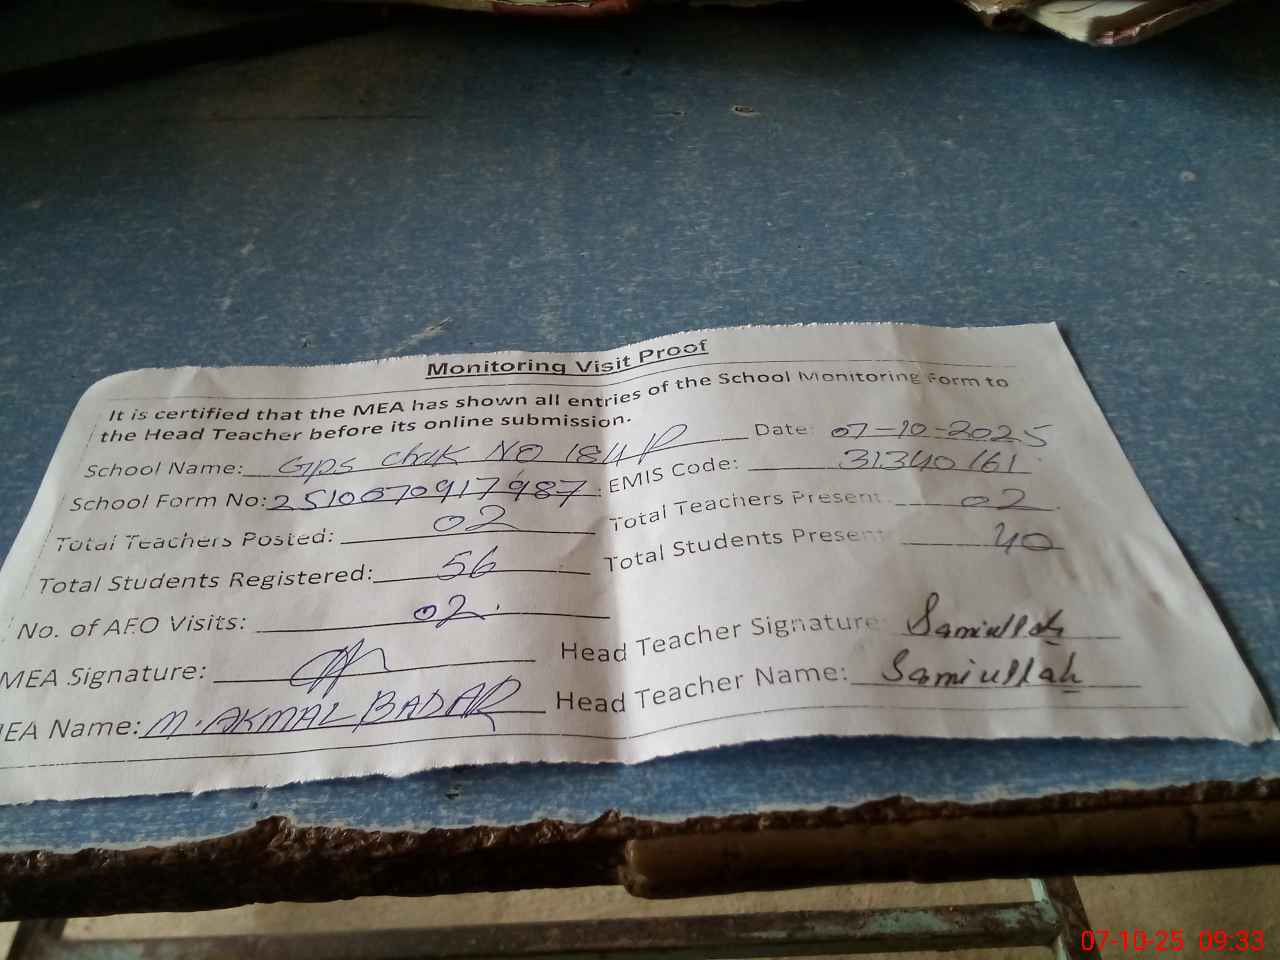 Monitoring Visit Proof
It is certified that the MEA has shown all entries of the School Monitoring Form to
the Head Teacher before its online submission.
School Name: Gps chak NO 184 P Date: 07-10-2025
School Form No: 2510070917987 EMIS Code: 31340161
Total Teachers Posted: 02 Total Teachers Present 02
Total Students Registered: 56 Total Students Present 40
No. of AEO Visits: 02.
MEA Signature: Head Teacher Signature: Samiullah
EA Name: M. AKMAL BADAR Head Teacher Name: Samiullah
07-10-25 09:33